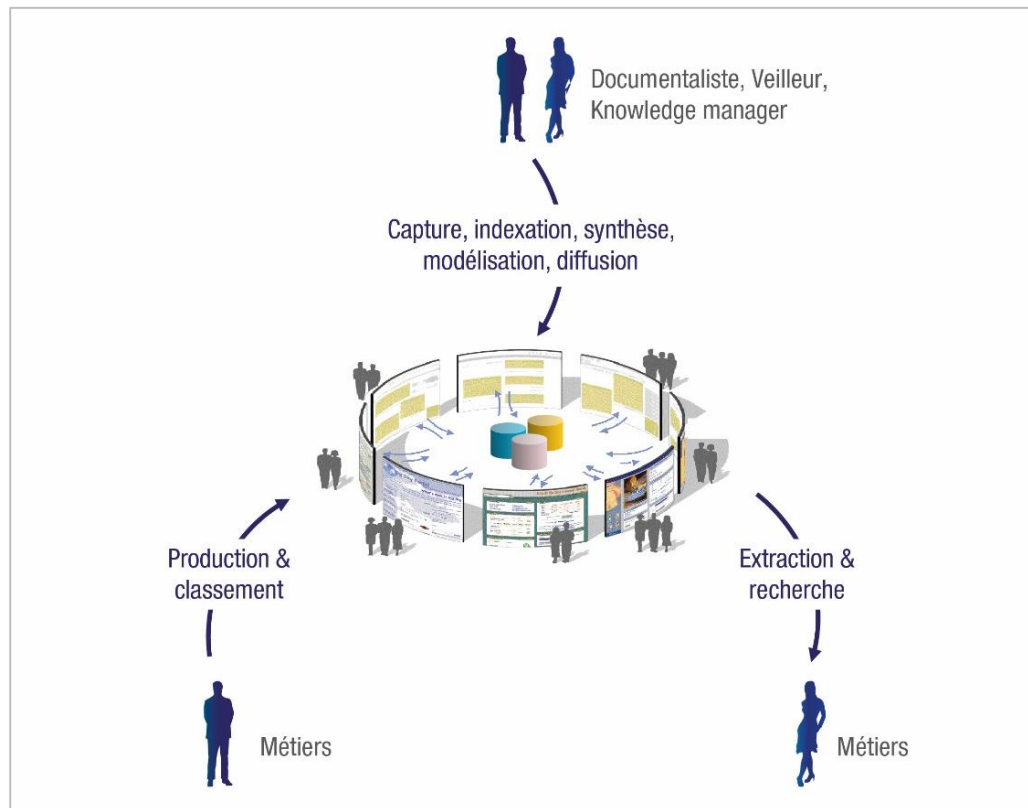 Documentaliste, Veilleur,
Knowledge manager
Capture, indexation, synthèse,
modélisation, diffusion
Production &
classement
Extraction &
recherche
Métiers
Métiers